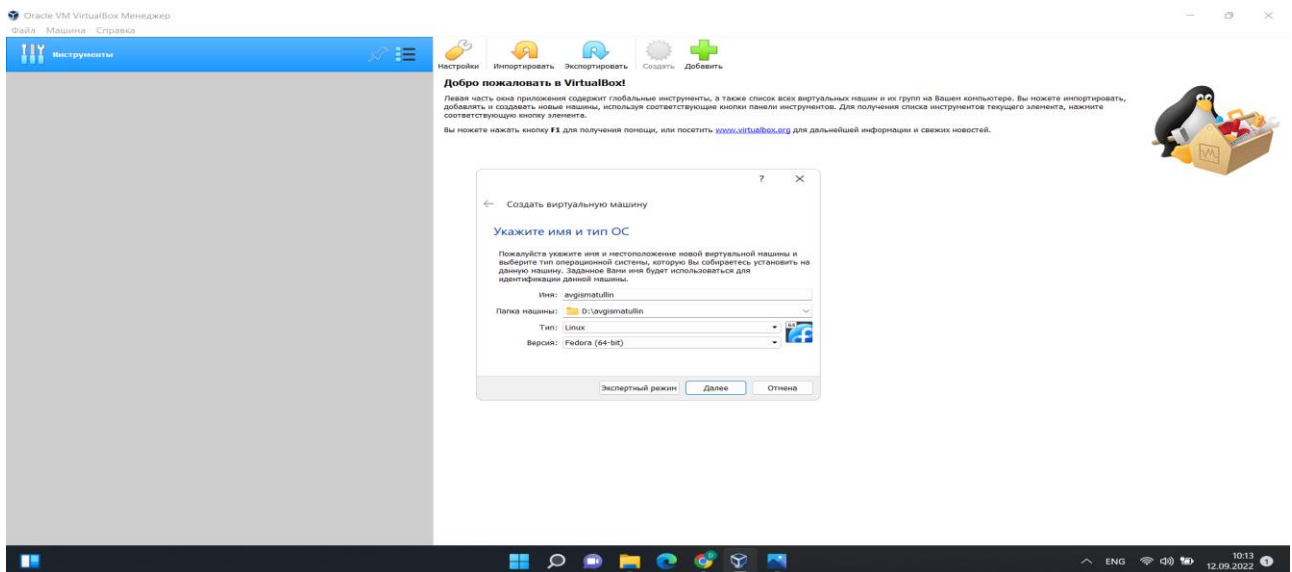 Oracle VM VirtualBox Менеджер
Файл Машина Справка
Инструменты
Настройки Импортировать Экспортировать Создать Добавить
Добро пожаловать в VirtualBox!
Левая часть окна приложения содержит глобальные инструменты, а также список всех виртуальных машин и их групп на Вашем компьютере. Вы можете импортировать,
добавлять и создавать новые машины, используя соответствующие кнопки панели инструментов. Для получения списка инструментов текущего элемента, нажмите
соответствующую кнопку элемента.
Вы можете нажать кнопку F1 для получения помощи, или посетить www.virtualbox.org для дальнейшей информации и свежих новостей.
? ×
← Создать виртуальную машину
Укажите имя и тип ОС
Пожалуйста укажите имя и местоположение новой виртуальной машины и
выберите тип операционной системы, которую Вы собираетесь установить на
данную машину. Заданное Вами имя будет использоваться для
идентификации данной машины.
Имя: avgismatullin
Папка машины: D:\avgismatullin
Тип: Linux
64
Версия: Fedora (64-bit)
Экспертный режим Далее Отмена
ENG 10:13
12.09.2022 1